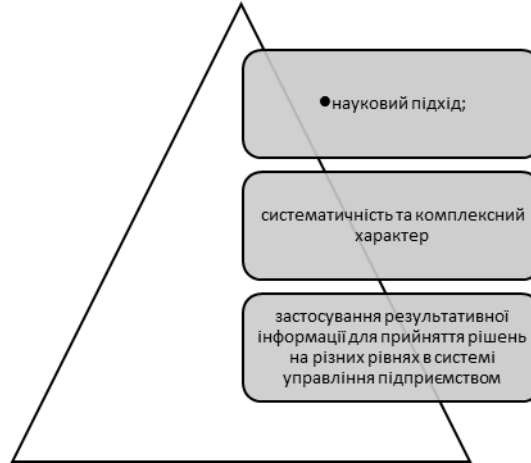 ●науковий підхід;
систематичність та комплексний
характер
застосування результативної
інформації для прийняття рішень
на різних рівнях в системі
управління підприємством